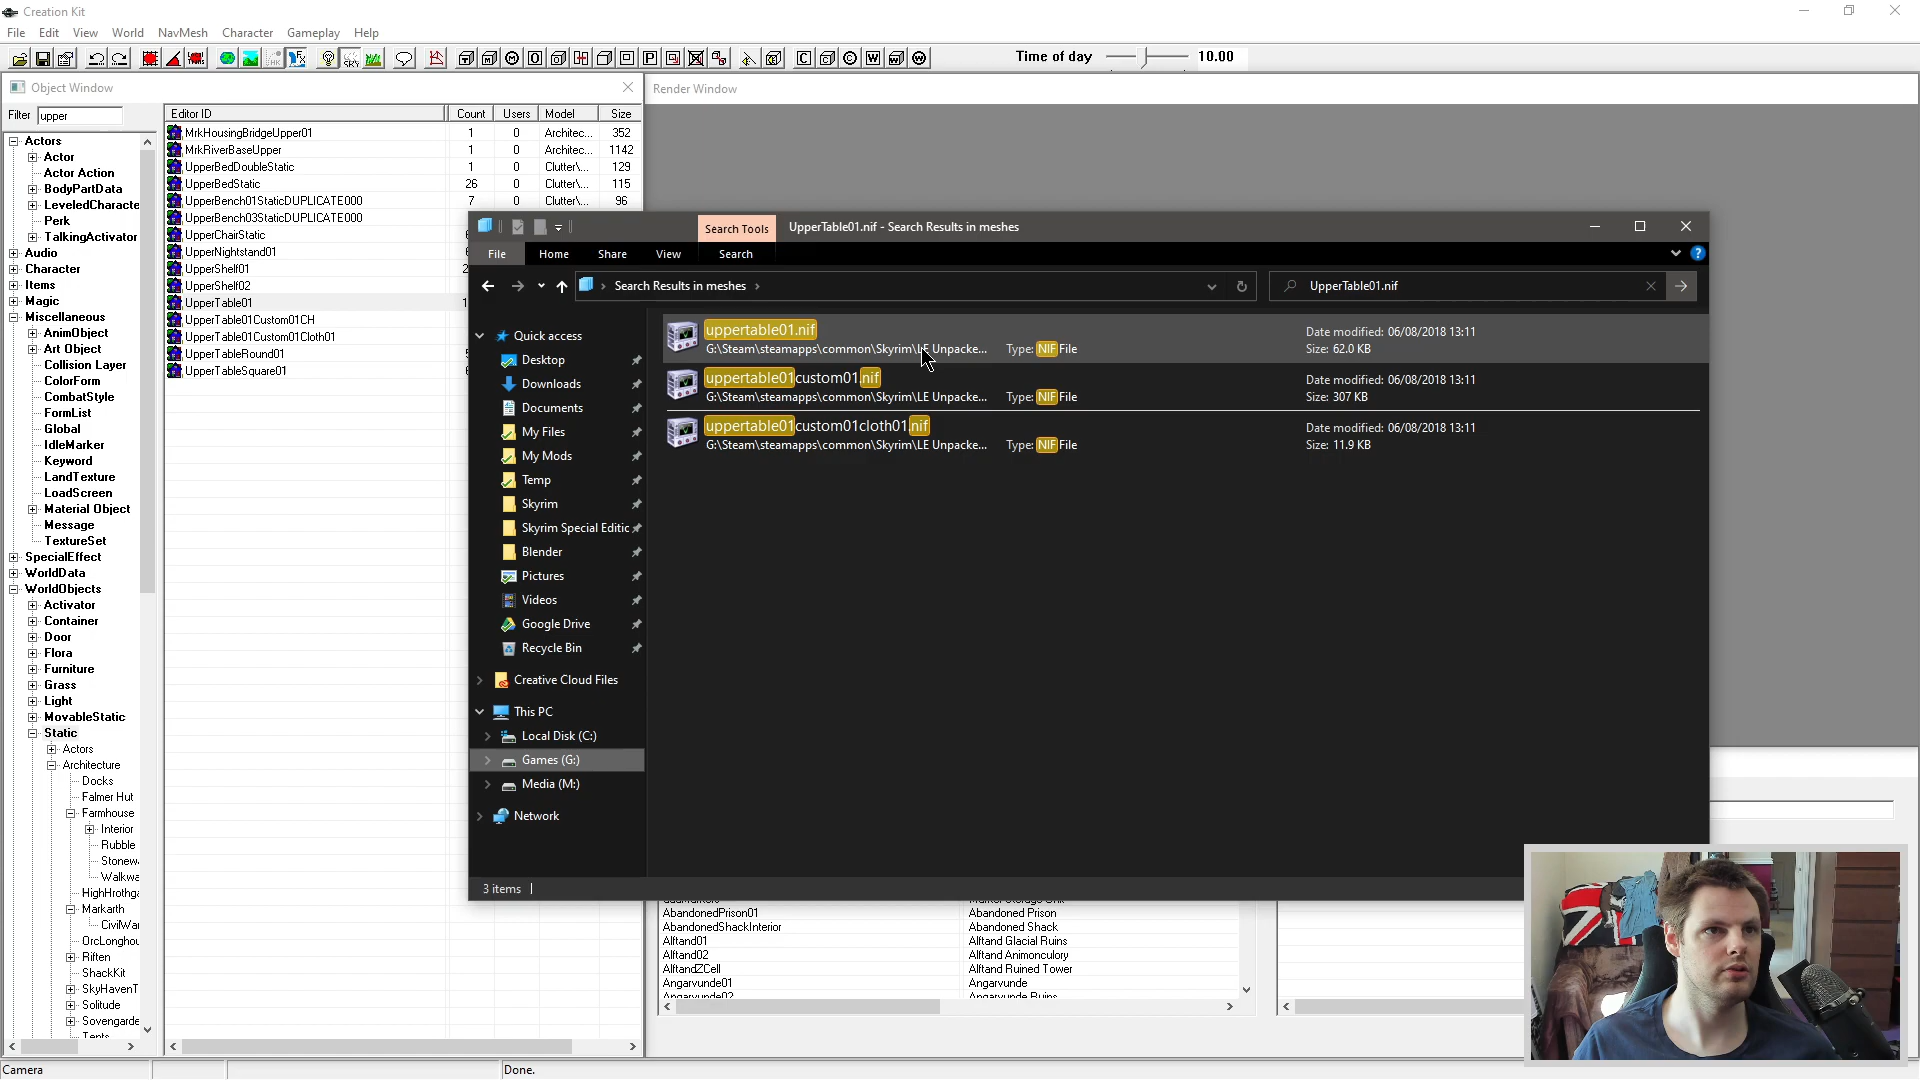 Creation Kit
File Edit View World NavMesh Character Gameplay Help
Time of day 10.00
Object Window
Render Window
Filter upper
Editor ID Count Users Model Size
Actors
Actor
Actor Action
BodyPartData
LeveledCharacte
Perk
TalkingActivator
Audio
Character
Items
Magic
Miscellaneous
AnimObject
Art Object
Collision Layer
ColorForm
CombatStyle
FormList
Global
IdleMarker
Keyword
LandTexture
LoadScreen
Material Object
Message
TextureSet
SpecialEffect
WorldData
WorldObjects
Activator
Container
Door
Flora
Furniture
Grass
Light
MovableStatic
Static
Actors
Architecture
Docks
Falmer Hut
Farmhouse
Interior
Rubble
Stonew
Walkwa
HighHrothga
Markarth
CivilWar
OrcLonghou
Riften
ShackKit
SkyHavenT
Solitude
Sovengarde
Tents
MrkHousingBridgeUpper01 1 0 Architec... 352
MrkRiverBaseUpper 1 0 Architec... 1142
UpperBedDoubleStatic 1 0 Clutter\... 129
UpperBedStatic 26 0 Clutter\... 115
UpperBench01StaticDUPLICATE000 7 0 Clutter\... 96
UpperBench03StaticDUPLICATE000
UpperChairStatic
UpperNightstand01
UpperShelf01
UpperShelf02
UpperTable01
UpperTable01Custom01CH
UpperTable01Custom01Cloth01
UpperTableRound01
UpperTableSquare01
Search Tools UpperTable01.nif - Search Results in meshes
File Home Share View Search
Search Results in meshes
UpperTable01.nif
Quick access
Desktop
Downloads
Documents
My Files
My Mods
Temp
Skyrim
Skyrim Special Editic
Blender
Pictures
Videos
Google Drive
Recycle Bin
Creative Cloud Files
This PC
Local Disk (C:)
Games (G:)
Media (M:)
Network
uppertable01.nif Date modified: 06/08/2018 13:11
G:\Steam\steamapps\common\Skyrim\LE Unpacke... Type: NIF File Size: 62.0 KB
uppertable01custom01.nif Date modified: 06/08/2018 13:11
G:\Steam\steamapps\common\Skyrim\LE Unpacke... Type: NIF File Size: 307 KB
uppertable01custom01cloth01.nif Date modified: 06/08/2018 13:11
G:\Steam\steamapps\common\Skyrim\LE Unpacke... Type: NIF File Size: 11.9 KB
3 items
AbandonedPrison01 Abandoned Prison
AbandonedShackInterior Abandoned Shack
Alftand01 Alftand Glacial Ruins
Alftand02 Alftand Animonculory
AlftandZCell Alftand Ruined Tower
Angarvunde01 Angarvunde
Angarvunde02 Angarvunde Ruins
Camera Done.